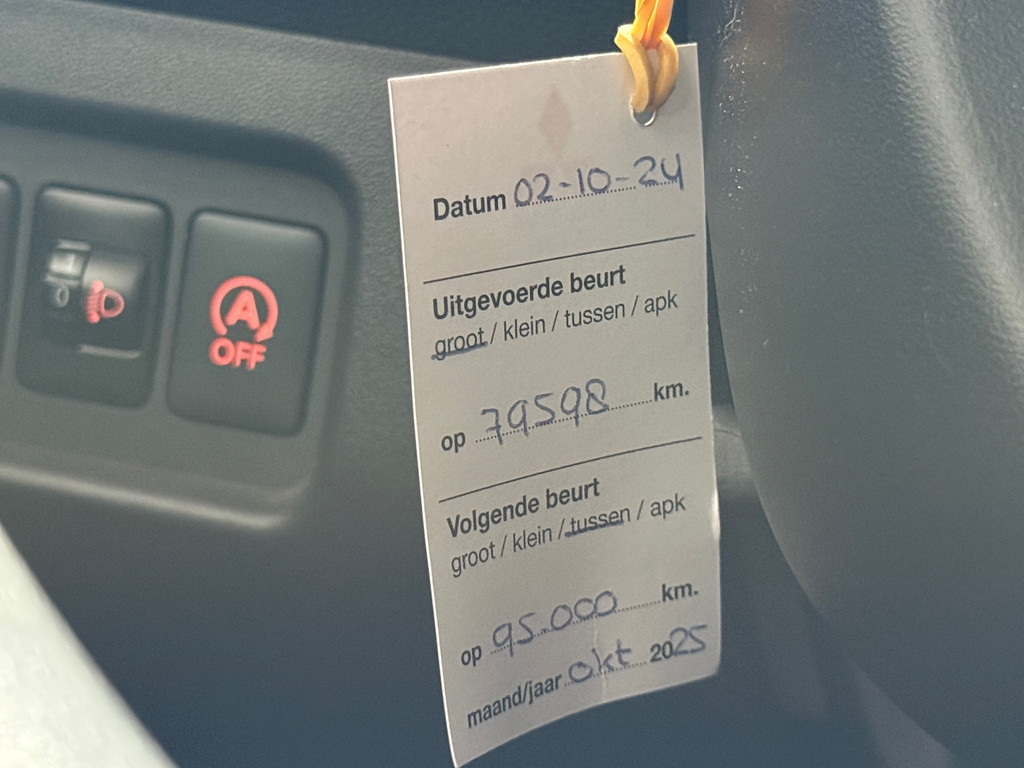 0
A
OFF
Datum 02-10-24
Uitgevoerde beurt
groot / klein / tussen / apk
op 79598 km.
Volgende beurt
groot / klein / tussen / apk
op 95.000 km.
maand/jaar okt 2025